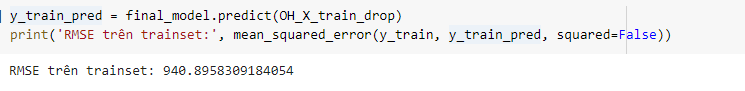 y_train_pred = final_model.predict(OH_X_train_drop)
print('RMSE trên trainset:', mean_squared_error(y_train, y_train_pred, squared=False))
RMSE trên trainset: 940.8958309184054